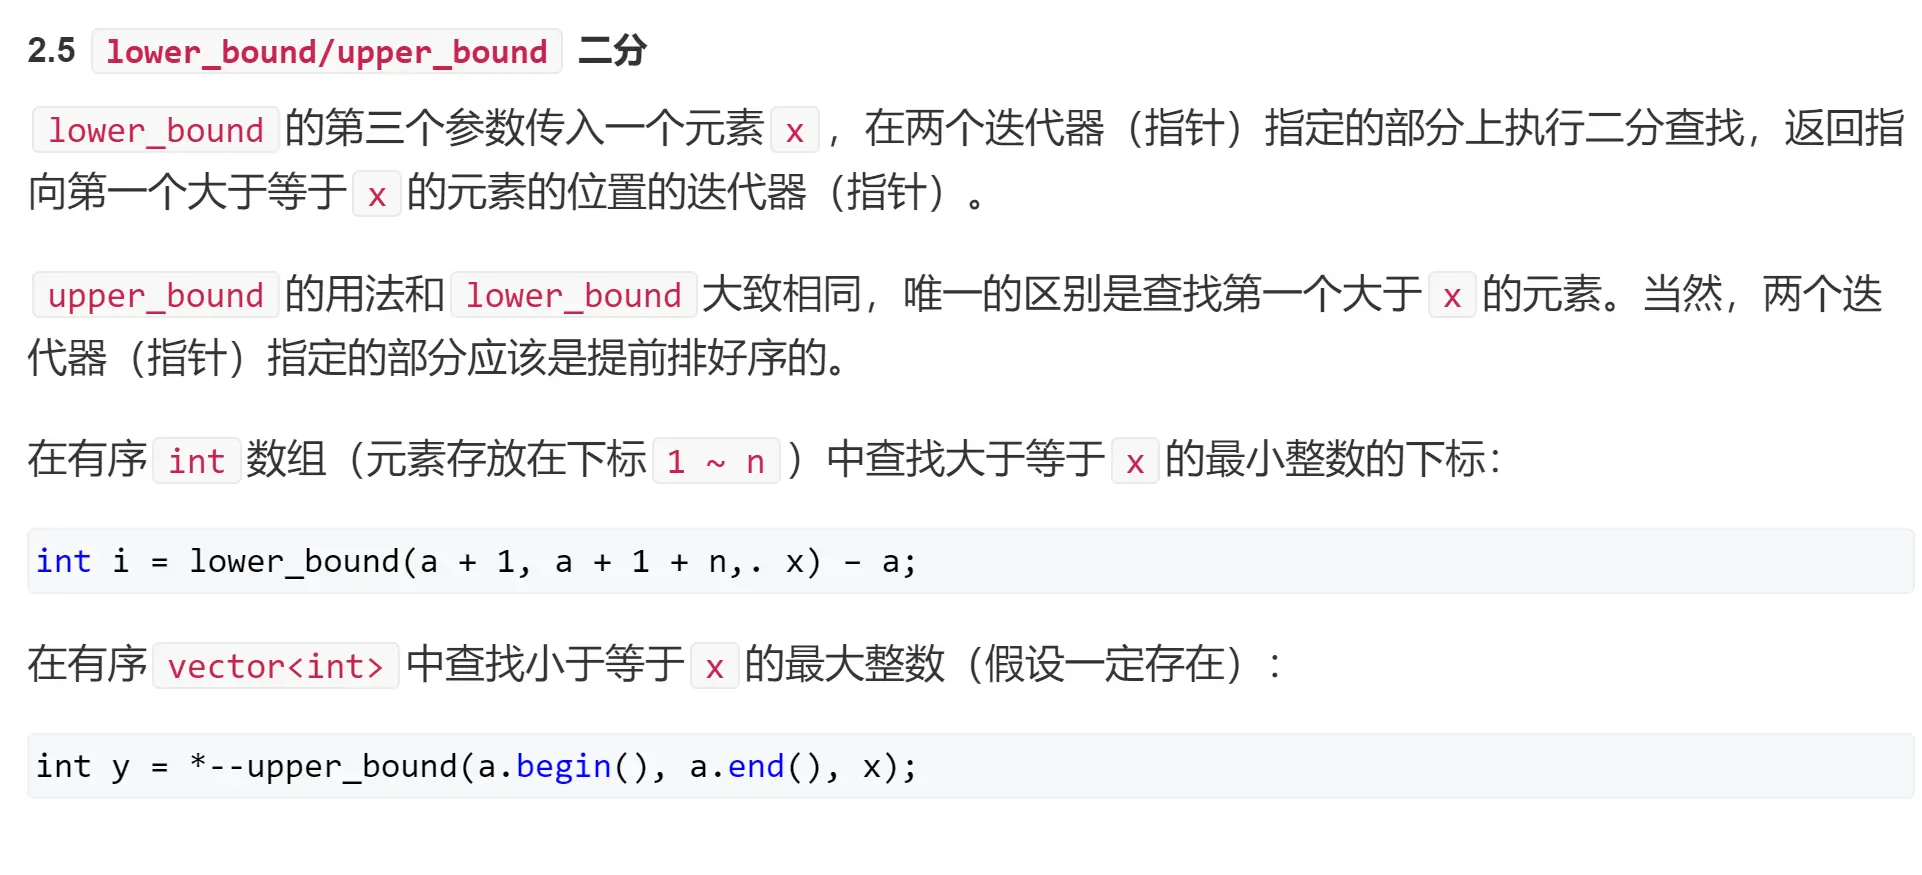 2.5 lower_bound/upper_bound 二分
lower_bound 的第三个参数传入一个元素 x ，在两个迭代器（指针）指定的部分上执行二分查找，返回指
向第一个大于等于 x 的元素的位置的迭代器（指针）。
upper_bound 的用法和 lower_bound 大致相同，唯一的区别是查找第一个大于 x 的元素。当然，两个迭
代器（指针）指定的部分应该是提前排好序的。
在有序 int 数组（元素存放在下标 1 ~ n ）中查找大于等于 x 的最小整数的下标：
int i = lower_bound(a + 1, a + 1 + n,. x) - a;
在有序 vector<int> 中查找小于等于 x 的最大整数（假设一定存在）：
int y = *--upper_bound(a.begin(), a.end(), x);